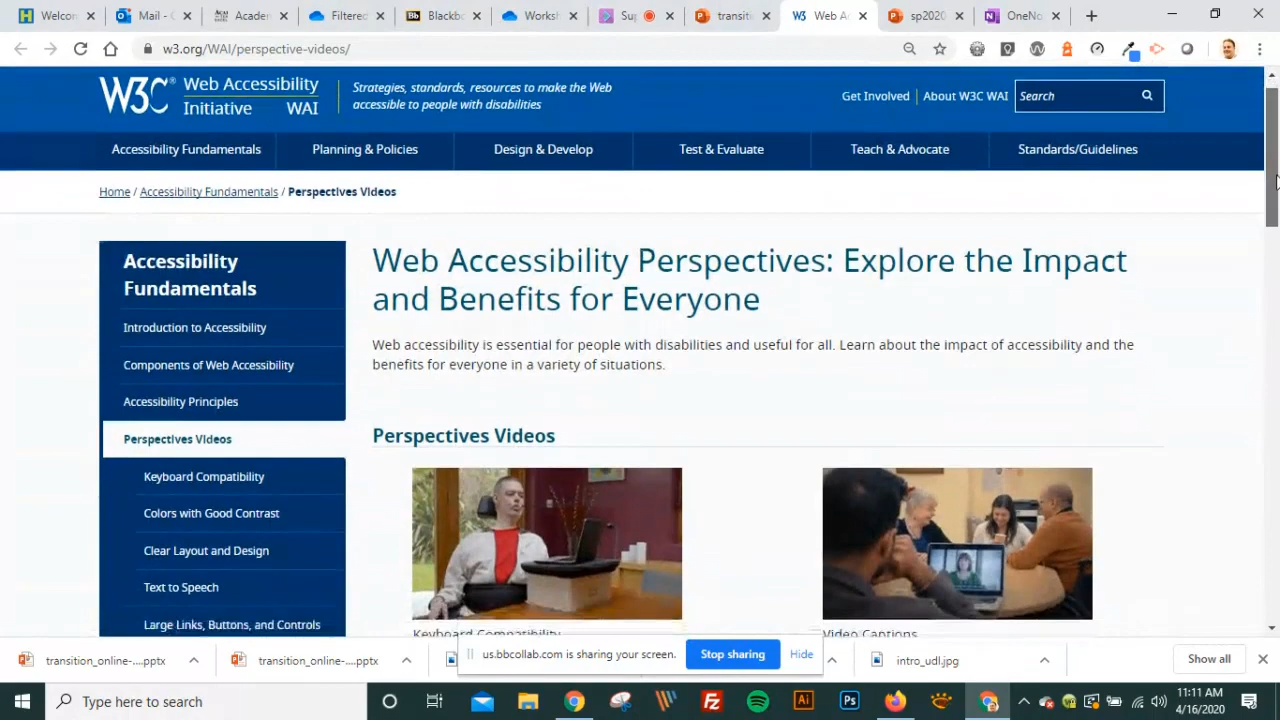 Welcon
Mail - (
Acader
Filtered
Blackb
Worksh
Sup
transiti
Web A
sp2020
OneNo
w3.org/WAI/perspective-videos/
W3C® Web Accessibility Initiative WAI
Strategies, standards, resources to make the Web
accessible to people with disabilities
Get Involved
About W3C WAI
Search
Accessibility Fundamentals
Planning & Policies
Design & Develop
Test & Evaluate
Teach & Advocate
Standards/Guidelines
Home / Accessibility Fundamentals / Perspectives Videos
Accessibility
Fundamentals
Introduction to Accessibility
Components of Web Accessibility
Accessibility Principles
Perspectives Videos
Keyboard Compatibility
Colors with Good Contrast
Clear Layout and Design
Text to Speech
Large Links, Buttons, and Controls
Web Accessibility Perspectives: Explore the Impact
and Benefits for Everyone
Web accessibility is essential for people with disabilities and useful for all. Learn about the impact of accessibility and the
benefits for everyone in a variety of situations.
Perspectives Videos
Keyboard Compatibility
Video Captions
transition_online-....pptx
transition_online-....pptx
us.bbcollab.com is sharing your screen.
Stop sharing
Hide
intro_udl.jpg
Show all
Type here to search
11:11 AM
4/16/2020